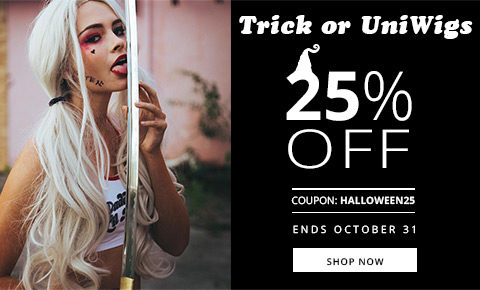 Trick or UniWigs
25%
OFF
COUPON: HALLOWEEN25
ENDS OCTOBER 31
SHOP NOW